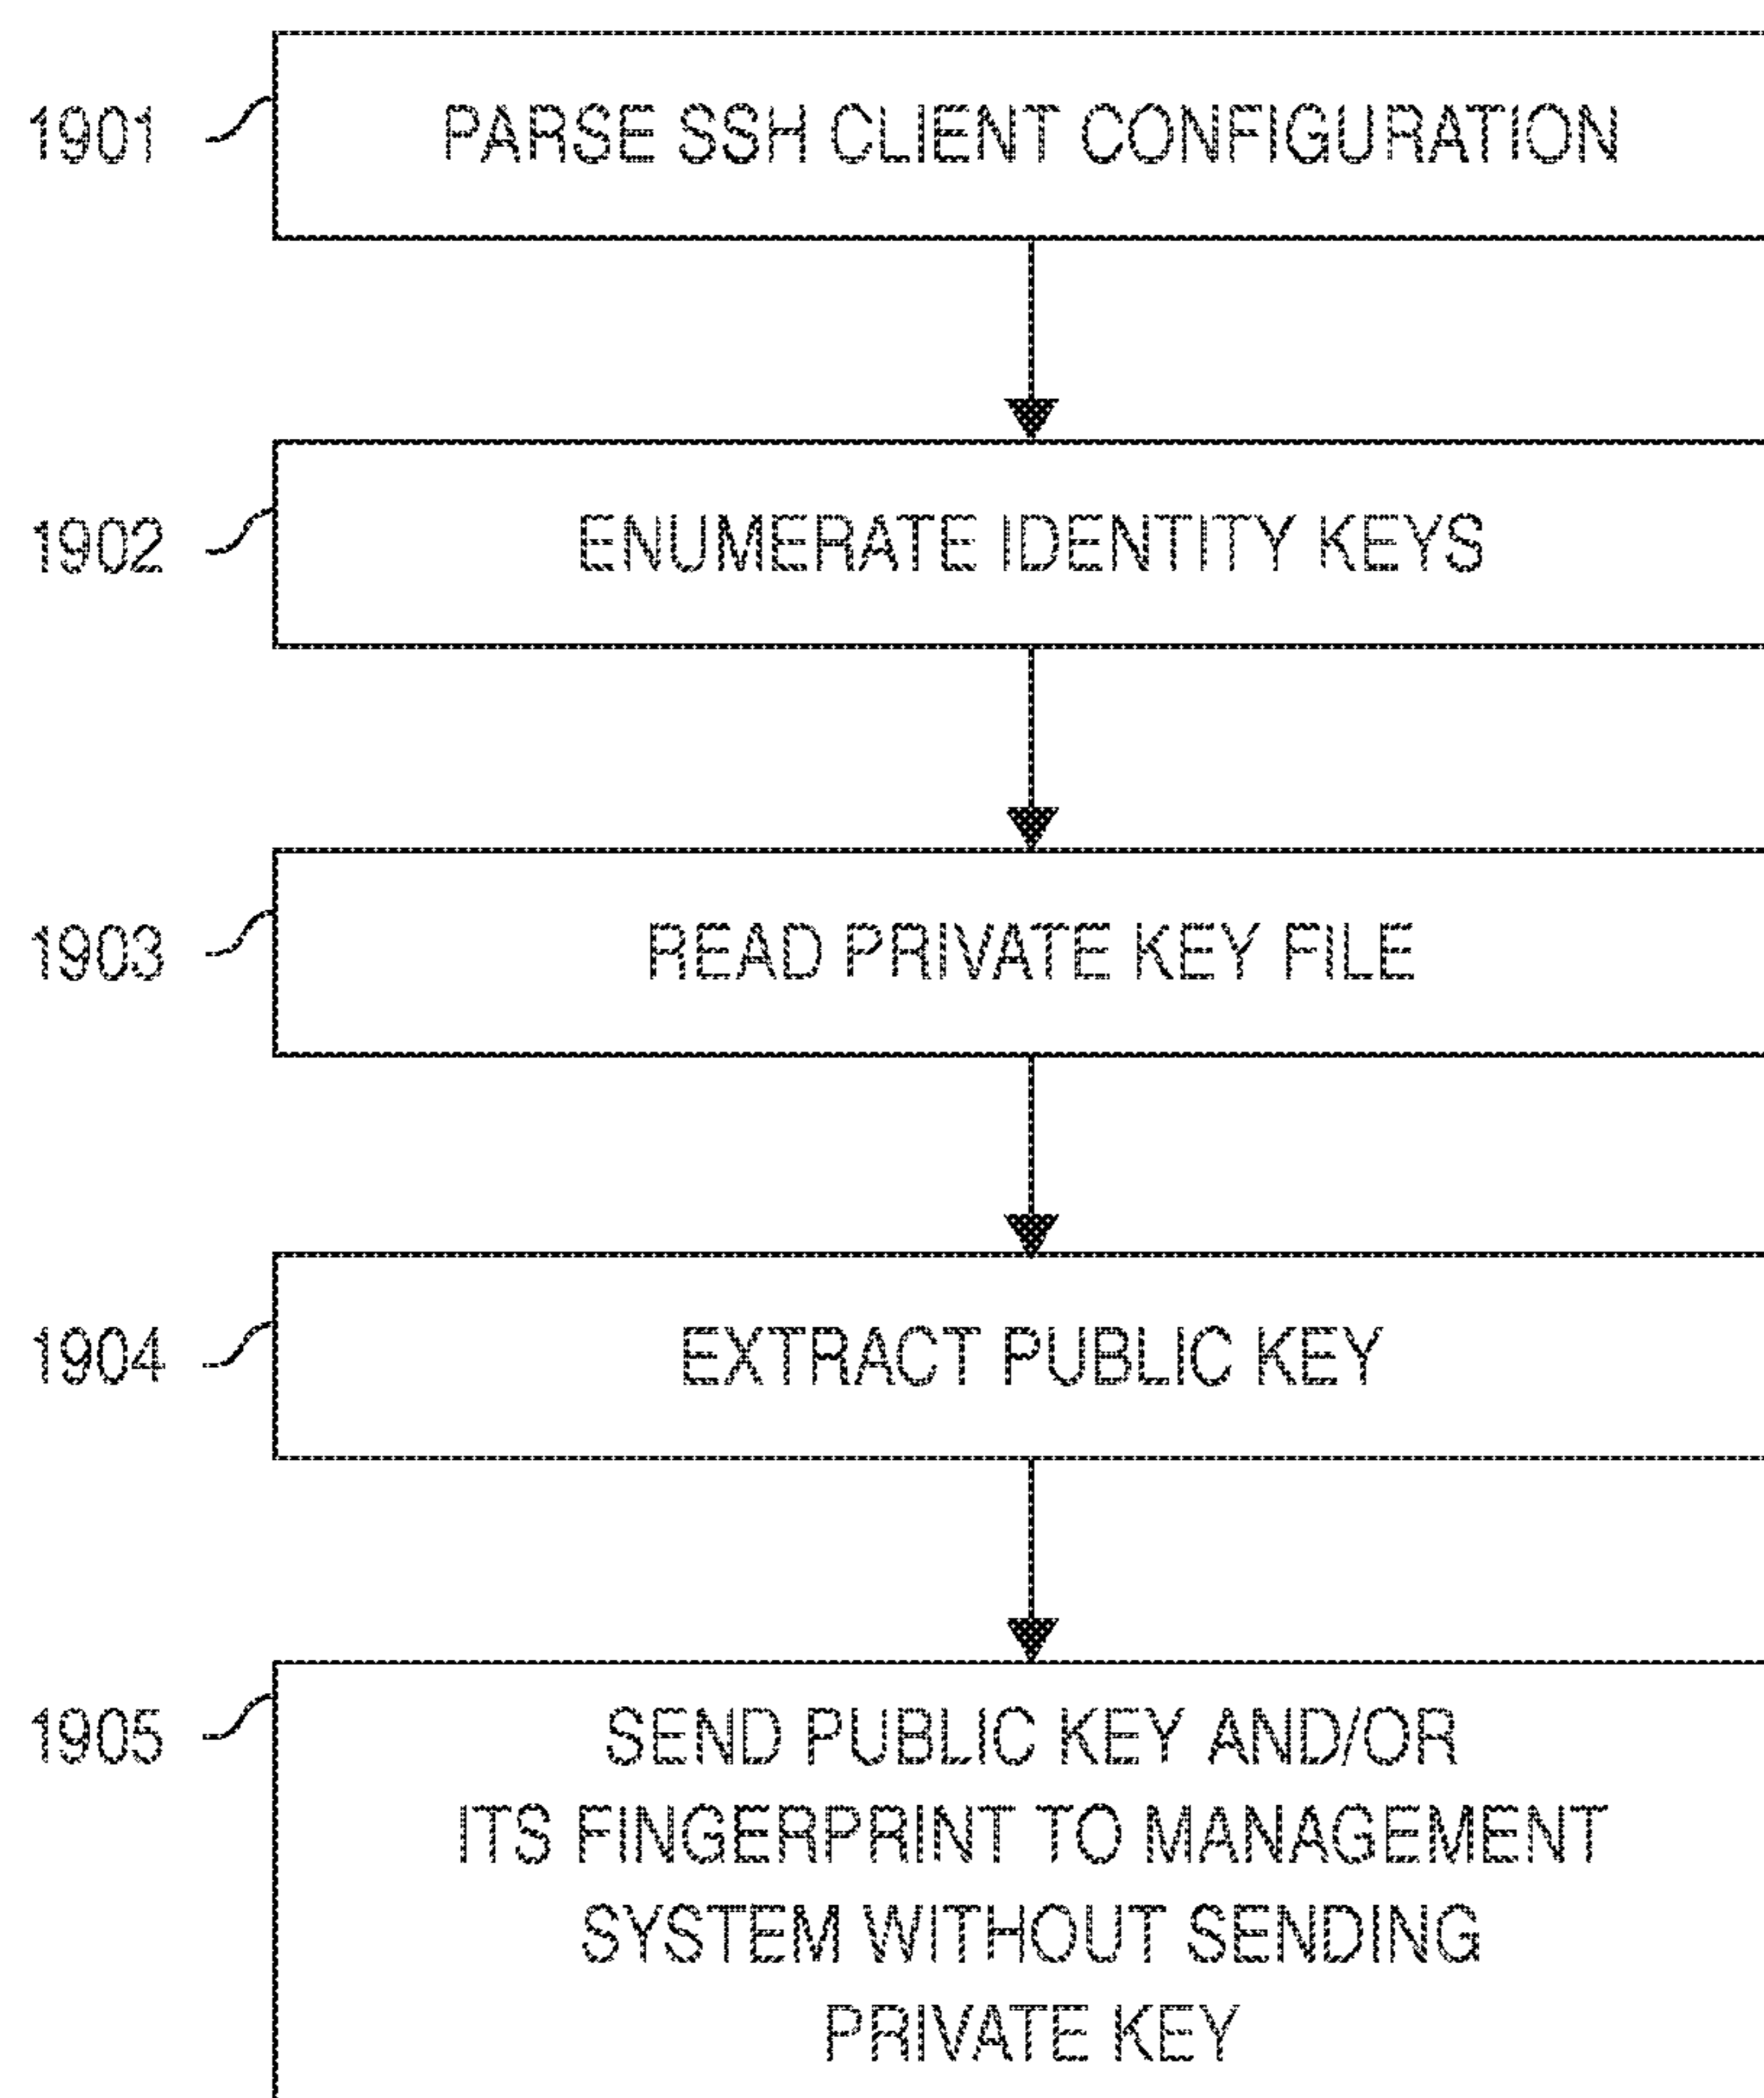 1901 PARSE SSH CLIENT CONFIGURATION
1902 ENUMERATE IDENTITY KEYS
1903 READ PRIVATE KEY FILE
1904 EXTRACT PUBLIC KEY
1905 SEND PUBLIC KEY AND/OR
ITS FINGERPRINT TO MANAGEMENT
SYSTEM WITHOUT SENDING
PRIVATE KEY